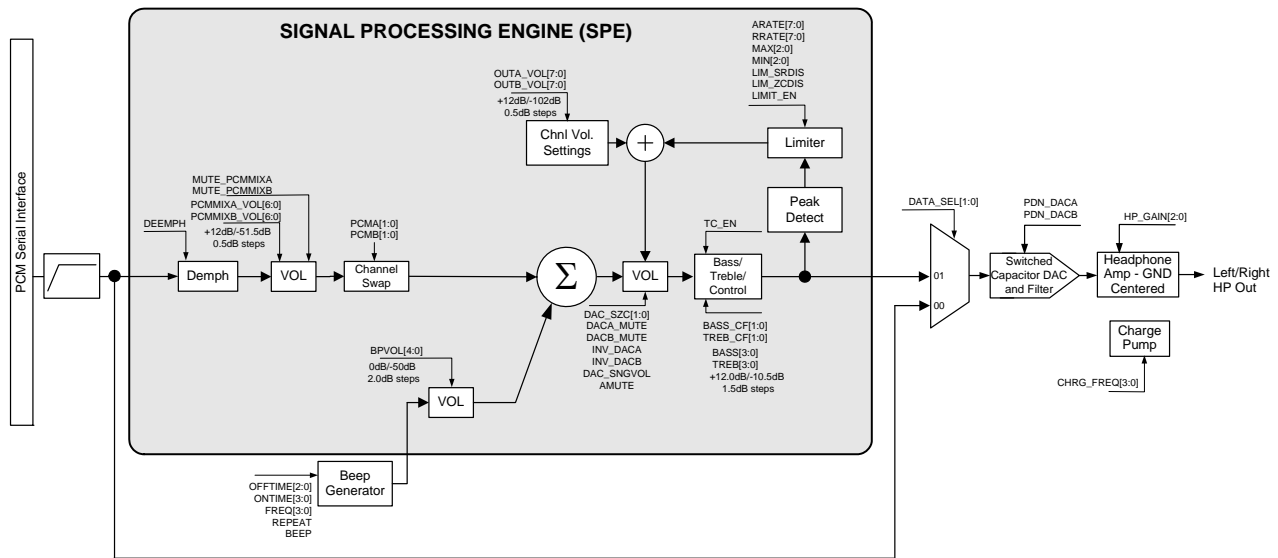 SIGNAL PROCESSING ENGINE (SPE)
PCM Serial Interface
OUTA_VOL[7:0]
OUTB_VOL[7:0]
+12dB/-102dB
0.5dB steps
Chnl Vol.
Settings
+
ARATE[7:0]
RRATE[7:0]
MAX[2:0]
MIN[2:0]
LIM_SRDIS
LIM_ZCDIS
LIMIT_EN
Limiter
Peak
Detect
DEEMPH
Demph
MUTE_PCMMIXA
MUTE_PCMMIXB
PCMMIXA_VOL[6:0]
PCMMIXB_VOL[6:0]
+12dB/-51.5dB
0.5dB steps
VOL
PCMA[1:0]
PCMB[1:0]
Channel
Swap
Σ
VOL
DAC_SZC[1:0]
DACA_MUTE
DACB_MUTE
INV_DACA
INV_DACB
DAC_SNGVOL
AMUTE
TC_EN
Bass/
Treble/
Control
BASS_CF[1:0]
TREB_CF[1:0]
BASS[3:0]
TREB[3:0]
+12.0dB/-10.5dB
1.5dB steps
BPVOL[4:0]
0dB/-50dB
2.0dB steps
VOL
Beep
Generator
OFFTIME[2:0]
ONTIME[3:0]
FREQ[3:0]
REPEAT
BEEP
DATA_SEL[1:0]
01
00
PDN_DACA
PDN_DACB
Switched
Capacitor DAC
and Filter
HP_GAIN[2:0]
Headphone
Amp - GND
Centered
Left/Right
HP Out
Charge
Pump
CHRG_FREQ[3:0]